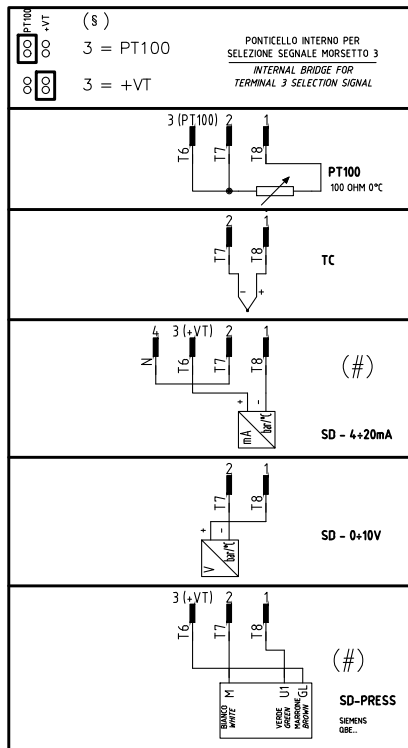 PT100 +VT (§)
3 = PT100
3 = +VT
PONTICELLO INTERNO PER
SELEZIONE SEGNALE MORSETTO 3
INTERNAL BRIDGE FOR
TERMINAL 3 SELECTION SIGNAL
3 (PT100) 2 1
T6 T7 T8
PT100
100 OHM 0°C
2 1
T7 T8
TC
- +
4 3 (+VT) 2 1
N T6 T7 T8
(#)
+ -
mA bar/°C
SD - 4÷20mA
2 1
T7 T8
+ -
V bar/°C
SD - 0÷10V
3 (+VT) 2 1
T6 T7 T8
(#)
M U1 GL
BIANCO
WHITE
VERDE
GREEN
MARRONE
BROWN
SD-PRESS
SIEMENS
QBE...